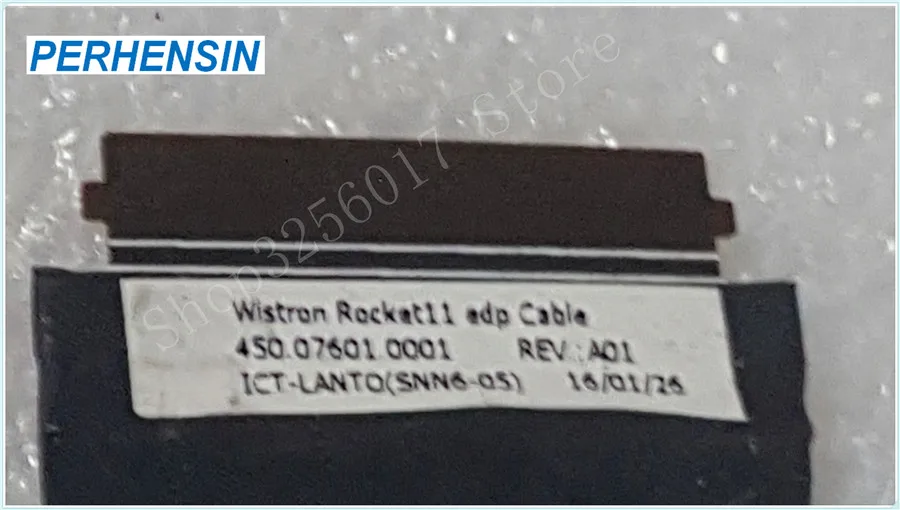 PERHENSIN
Shop3256017 Store
Wistron Rocket11 edp Cable
450.07601.0001 REV.:A01
ICT-LANTO(SNN6-05) 16/01/26